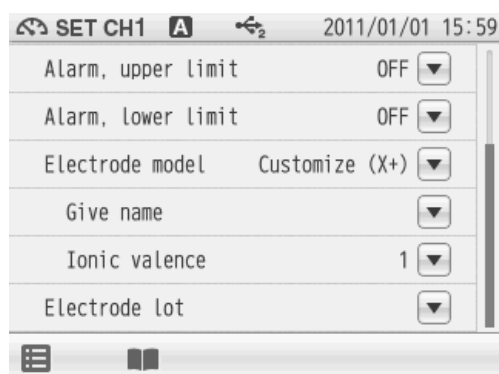 SET CH1 A 2 2011/01/01 15:59
Alarm, upper limit OFF
Alarm, lower limit OFF
Electrode model Customize (X+)
Give name
Ionic valence 1
Electrode lot